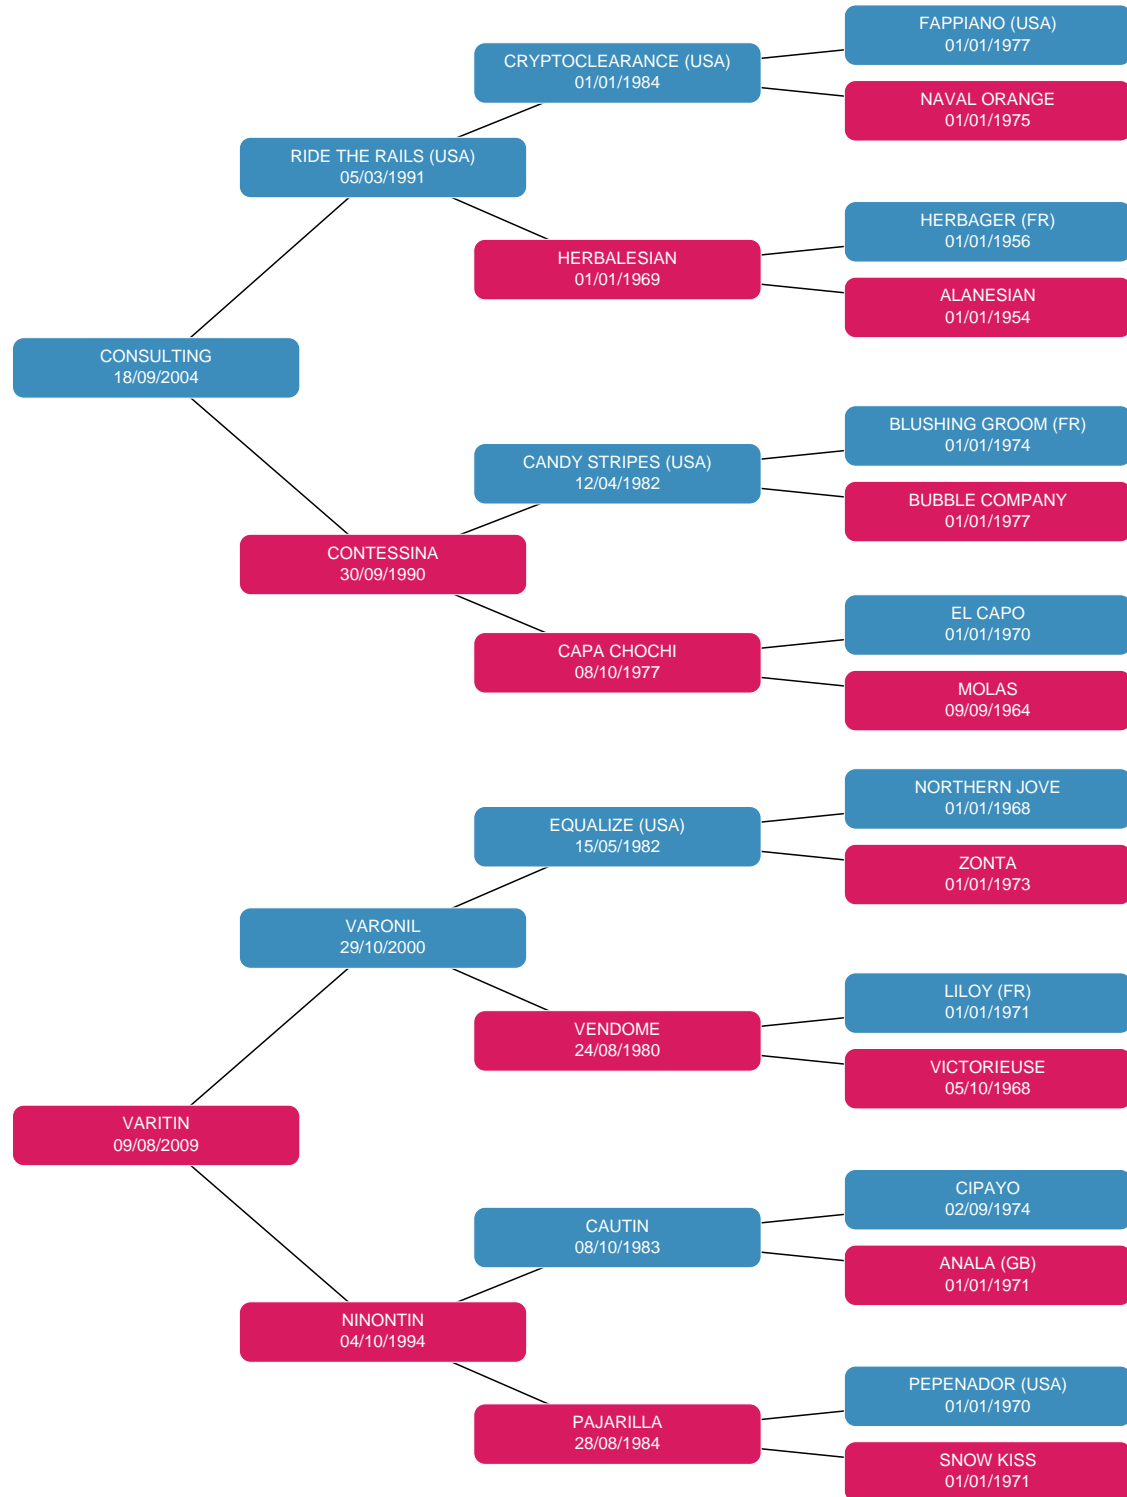 FAPPIANO (USA)
01/01/1977
CRYPTOCLEARANCE (USA)
01/01/1984
NAVAL ORANGE
01/01/1975
RIDE THE RAILS (USA)
05/03/1991
HERBAGER (FR)
01/01/1956
HERBALESIAN
01/01/1969
ALANESIAN
01/01/1954
CONSULTING
18/09/2004
BLUSHING GROOM (FR)
01/01/1974
CANDY STRIPES (USA)
12/04/1982
BUBBLE COMPANY
01/01/1977
CONTESSINA
30/09/1990
EL CAPO
01/01/1970
CAPA CHOCHI
08/10/1977
MOLAS
09/09/1964
NORTHERN JOVE
01/01/1968
EQUALIZE (USA)
15/05/1982
ZONTA
01/01/1973
VARONIL
29/10/2000
LILOY (FR)
01/01/1971
VENDOME
24/08/1980
VICTORIEUSE
05/10/1968
VARITIN
09/08/2009
CIPAYO
02/09/1974
CAUTIN
08/10/1983
ANALA (GB)
01/01/1971
NINONTIN
04/10/1994
PEPENADOR (USA)
01/01/1970
PAJARILLA
28/08/1984
SNOW KISS
01/01/1971